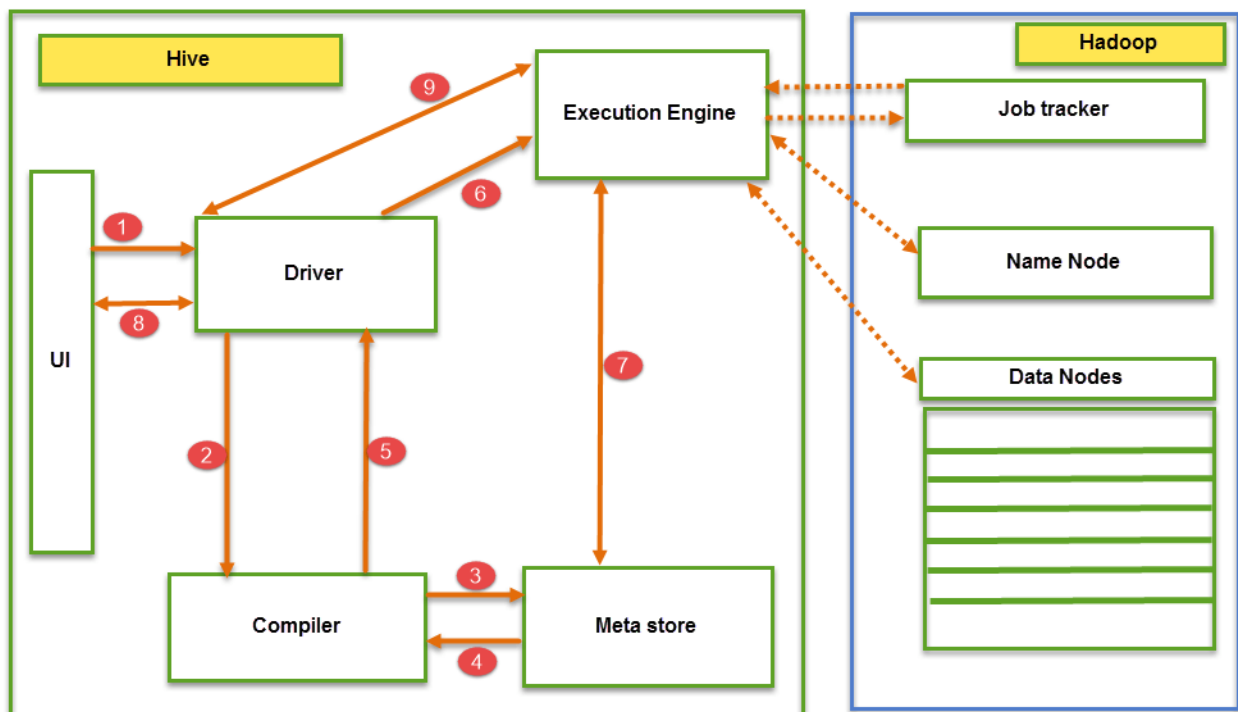 Hive
Hadoop
Execution Engine
Job tracker
9
6
1
Driver
Name Node
8
UI
7
Data Nodes
2
5
3
Compiler
Meta store
4